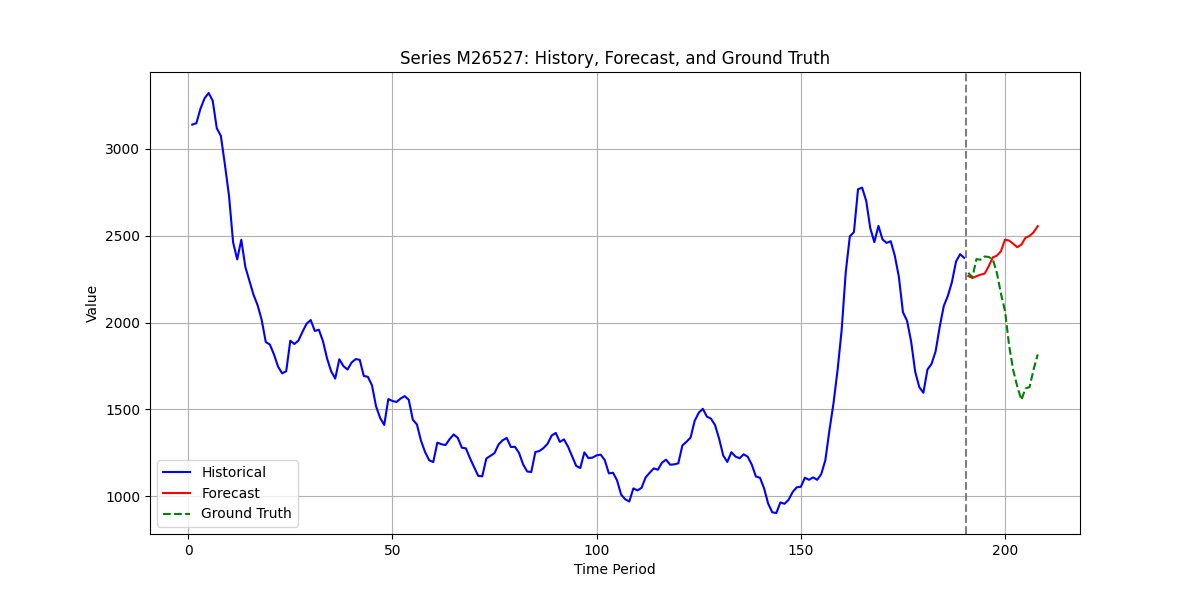 Series M26527: History, Forecast, and Ground Truth
Value
3000
2500
2000
1500
1000
Historical
Forecast
Ground Truth
0
50
100
150
200
Time Period